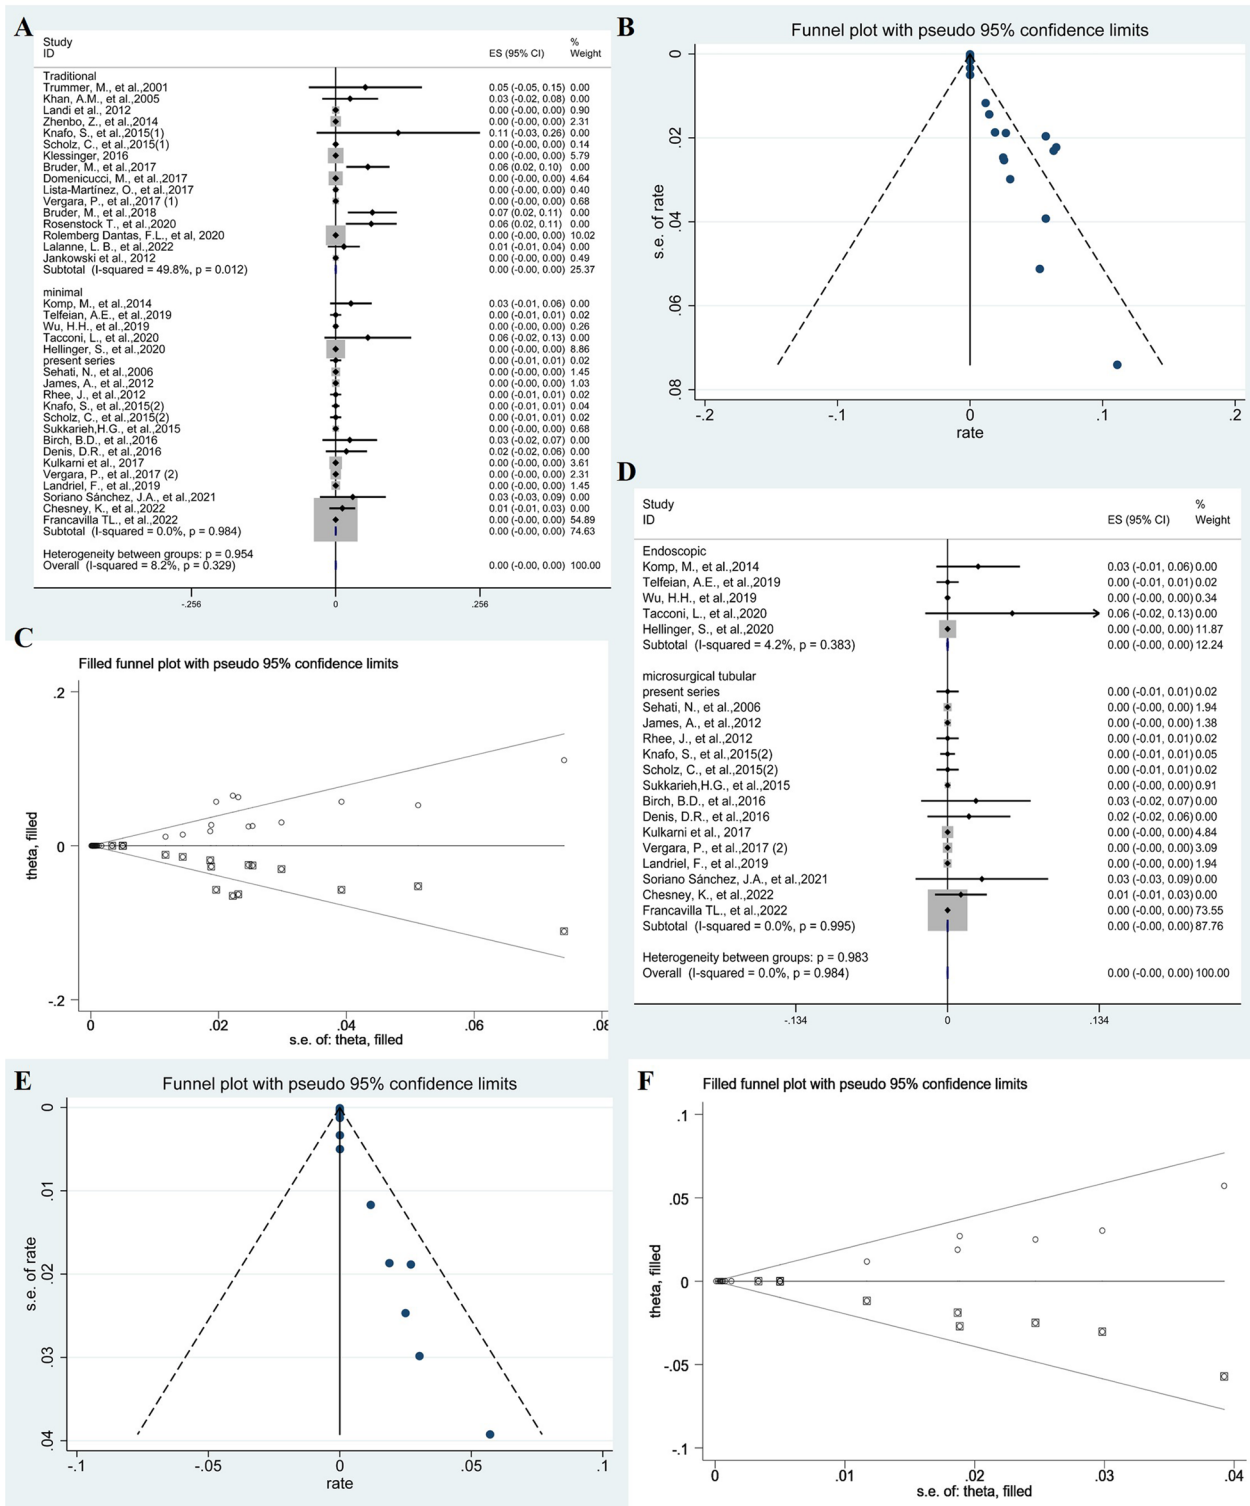 A
Study
ID ES (95% CI) % Weight
Traditional
Trummer, M., et al.,2001 0.05 (-0.05, 0.15) 0.00
Khan, A.M., et al.,2005 0.03 (-0.02, 0.08) 0.00
Landi et al., 2012 0.00 (-0.00, 0.00) 0.90
Zhenbo, Z., et al.,2014 0.00 (-0.00, 0.00) 2.31
Knafo, S., et al.,2015(1) 0.11 (-0.03, 0.26) 0.00
Scholz, C., et al.,2015(1) 0.00 (-0.00, 0.00) 0.14
Klessinger, 2016 0.00 (-0.00, 0.00) 5.79
Bruder, M., et al.,2017 0.06 (0.02, 0.10) 0.00
Domenicucci, M., et al.,2017 0.00 (-0.00, 0.00) 4.64
Lista-Martínez, O., et al.,2017 0.00 (-0.00, 0.00) 0.40
Vergara, P., et al.,2017 (1) 0.00 (-0.00, 0.00) 0.68
Bruder, M., et al.,2018 0.07 (0.02, 0.11) 0.00
Rosenstock T., et al.,2020 0.06 (0.02, 0.11) 0.00
Rolemberg Dantas, F.L., et al, 2020 0.00 (-0.00, 0.00) 10.02
Lalanne, L. B., et al.,2022 0.01 (-0.01, 0.04) 0.00
Jankowski et al., 2012 0.00 (-0.00, 0.00) 0.49
Subtotal (I-squared = 49.8%, p = 0.012) 0.00 (-0.00, 0.00) 25.37
minimal
Komp, M., et al.,2014 0.03 (-0.01, 0.06) 0.00
Telfeian, A.E., et al.,2019 0.00 (-0.01, 0.01) 0.02
Wu, H.H., et al.,2019 0.00 (-0.00, 0.00) 0.26
Tacconi, L., et al.,2020 0.06 (-0.02, 0.13) 0.00
Hellinger, S., et al.,2020 0.00 (-0.00, 0.00) 8.86
present series 0.00 (-0.01, 0.01) 0.02
Sehati, N., et al.,2006 0.00 (-0.00, 0.00) 1.45
James, A., et al.,2012 0.00 (-0.00, 0.00) 1.03
Rhee, J., et al.,2012 0.00 (-0.01, 0.01) 0.02
Knafo, S., et al.,2015(2) 0.00 (-0.01, 0.01) 0.04
Scholz, C., et al.,2015(2) 0.00 (-0.01, 0.01) 0.02
Sukkarieh,H.G., et al.,2015 0.00 (-0.00, 0.00) 0.68
Birch, B.D., et al.,2016 0.03 (-0.02, 0.07) 0.00
Denis, D.R., et al.,2016 0.02 (-0.02, 0.06) 0.00
Kulkarni et al., 2017 0.00 (-0.00, 0.00) 3.61
Vergara, P., et al.,2017 (2) 0.00 (-0.00, 0.00) 2.31
Landriel, F., et al.,2019 0.00 (-0.00, 0.00) 1.45
Soriano Sánchez, J.A., et al.,2021 0.03 (-0.03, 0.09) 0.00
Chesney, K., et al.,2022 0.01 (-0.01, 0.03) 0.00
Francavilla TL., et al.,2022 0.00 (-0.00, 0.00) 54.89
Subtotal (I-squared = 0.0%, p = 0.984) 0.00 (-0.00, 0.00) 74.63
Heterogeneity between groups: p = 0.954
Overall (I-squared = 8.2%, p = 0.329) 0.00 (-0.00, 0.00) 100.00
-.256 0 .256
B
Funnel plot with pseudo 95% confidence limits
0
.02
.04
.06
.08
s.e. of rate
-.2 -.1 0 .1 .2
rate
C
Filled funnel plot with pseudo 95% confidence limits
.2
0
-.2
theta, filled
0 .02 .04 .06 .08
s.e. of: theta, filled
D
Study
ID ES (95% CI) % Weight
Endoscopic
Komp, M., et al.,2014 0.03 (-0.01, 0.06) 0.00
Telfeian, A.E., et al.,2019 0.00 (-0.01, 0.01) 0.02
Wu, H.H., et al.,2019 0.00 (-0.00, 0.00) 0.34
Tacconi, L., et al.,2020 0.06 (-0.02, 0.13) 0.00
Hellinger, S., et al.,2020 0.00 (-0.00, 0.00) 11.87
Subtotal (I-squared = 4.2%, p = 0.383) 0.00 (-0.00, 0.00) 12.24
microsurgical tubular
present series 0.00 (-0.01, 0.01) 0.02
Sehati, N., et al.,2006 0.00 (-0.00, 0.00) 1.94
James, A., et al.,2012 0.00 (-0.00, 0.00) 1.38
Rhee, J., et al.,2012 0.00 (-0.01, 0.01) 0.02
Knafo, S., et al.,2015(2) 0.00 (-0.01, 0.01) 0.05
Scholz, C., et al.,2015(2) 0.00 (-0.01, 0.01) 0.02
Sukkarieh,H.G., et al.,2015 0.00 (-0.00, 0.00) 0.91
Birch, B.D., et al.,2016 0.03 (-0.02, 0.07) 0.00
Denis, D.R., et al.,2016 0.02 (-0.02, 0.06) 0.00
Kulkarni et al., 2017 0.00 (-0.00, 0.00) 4.84
Vergara, P., et al.,2017 (2) 0.00 (-0.00, 0.00) 3.09
Landriel, F., et al.,2019 0.00 (-0.00, 0.00) 1.94
Soriano Sánchez, J.A., et al.,2021 0.03 (-0.03, 0.09) 0.00
Chesney, K., et al.,2022 0.01 (-0.01, 0.03) 0.00
Francavilla TL., et al.,2022 0.00 (-0.00, 0.00) 73.55
Subtotal (I-squared = 0.0%, p = 0.995) 0.00 (-0.00, 0.00) 87.76
Heterogeneity between groups: p = 0.983
Overall (I-squared = 0.0%, p = 0.984) 0.00 (-0.00, 0.00) 100.00
-.134 0 .134
E
Funnel plot with pseudo 95% confidence limits
0
.01
.02
.03
.04
s.e. of rate
-.1 -.05 0 .05 .1
rate
F
Filled funnel plot with pseudo 95% confidence limits
.1
.05
0
-.05
-.1
theta, filled
0 .01 .02 .03 .04
s.e. of: theta, filled